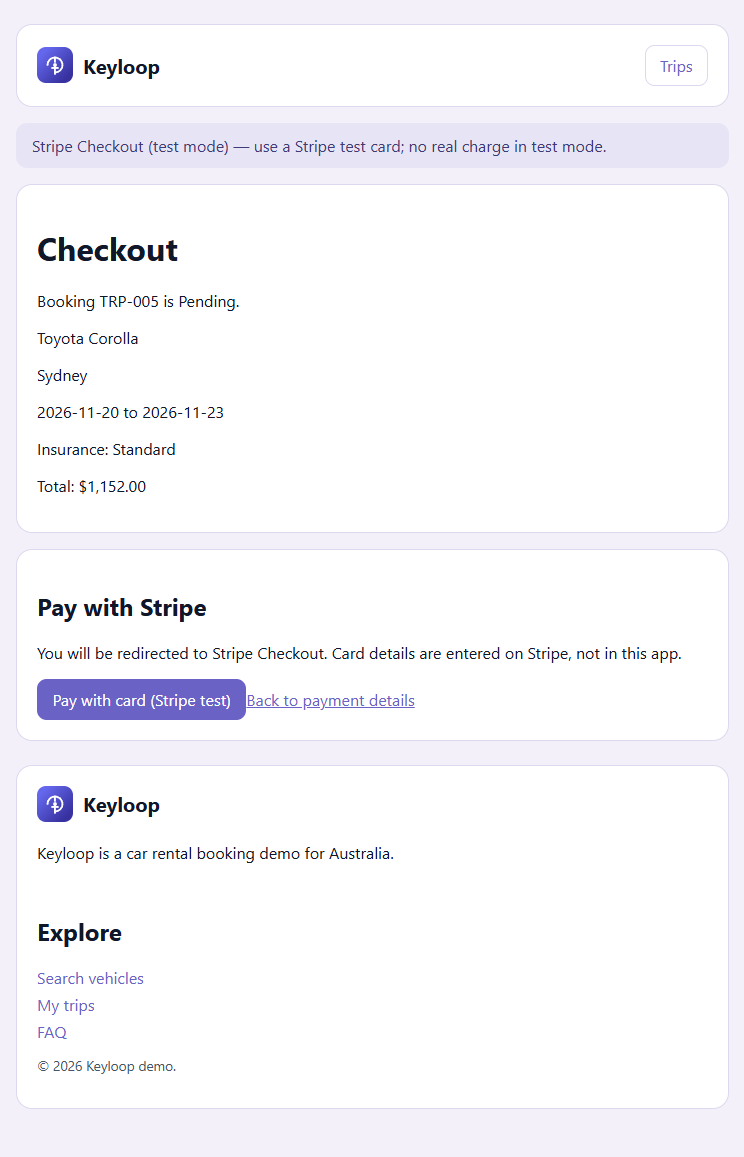 Keyloop
Trips
Stripe Checkout (test mode) — use a Stripe test card; no real charge in test mode.
Checkout
Booking TRP-005 is Pending.
Toyota Corolla
Sydney
2026-11-20 to 2026-11-23
Insurance: Standard
Total: $1,152.00
Pay with Stripe
You will be redirected to Stripe Checkout. Card details are entered on Stripe, not in this app.
Pay with card (Stripe test) Back to payment details
Keyloop
Keyloop is a car rental booking demo for Australia.
Explore
Search vehicles
My trips
FAQ
© 2026 Keyloop demo.